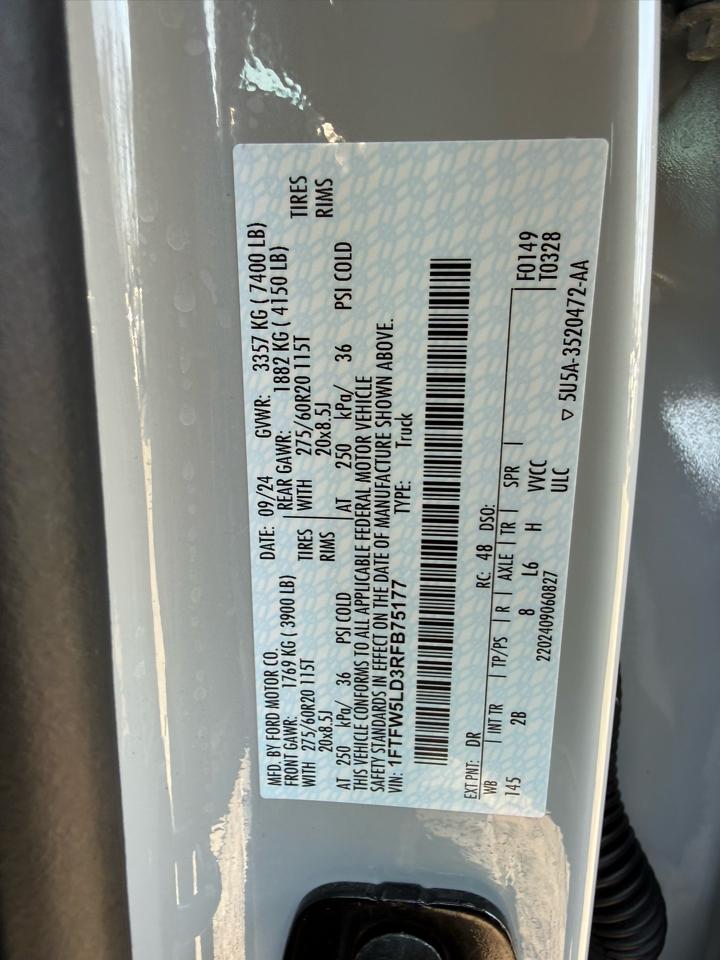 MFD. BY FORD MOTOR CO. DATE: 09/24 GVWR: 3357 KG ( 7400 LB)
FRONT GAWR: 1769 KG ( 3900 LB) REAR GAWR: 1882 KG ( 4150 LB)
WITH 275/60R20 115T TIRES WITH 275/60R20 115T TIRES
20x8.5J RIMS 20x8.5J RIMS
AT 250 kPa/ 36 PSI COLD AT 250 kPa/ 36 PSI COLD
THIS VEHICLE CONFORMS TO ALL APPLICABLE FEDERAL MOTOR VEHICLE
SAFETY STANDARDS IN EFFECT ON THE DATE OF MANUFACTURE SHOWN ABOVE.
VIN: 1FTFW5LD3RFB75177 TYPE: Truck
EXT PNT: DR RC: 48 DSO: F0149
WB INT TR TP/PS R AXLE TR SPR T0328
145 2B 8 L6 H VVCC
2202409060827 ULC ▽ 5U5A-3520472-AA